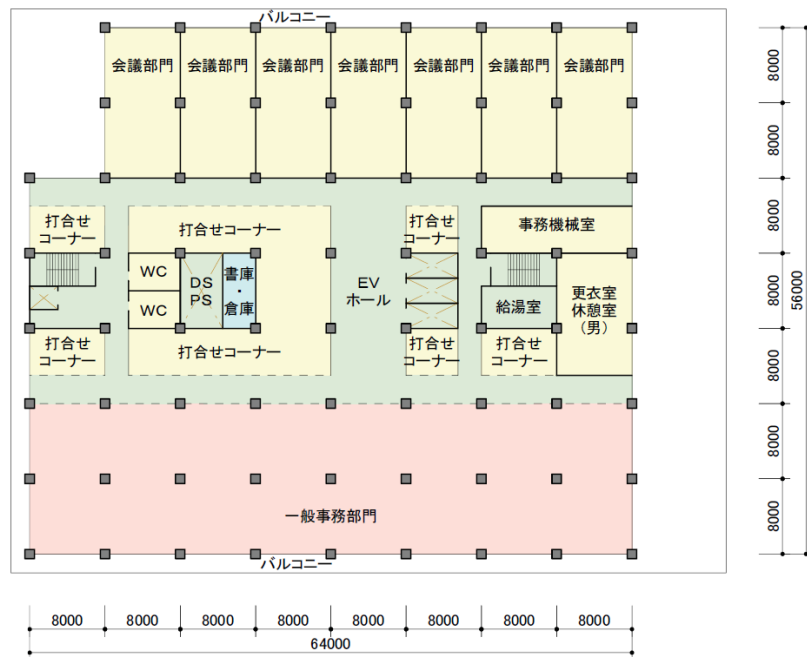 バルコニー
会議部門
会議部門
会議部門
会議部門
会議部門
会議部門
会議部門
打合せ
コーナー
打合せコーナー
打合せ
コーナー
事務機械室
WC
WC
DS
PS
書庫
・
倉庫
EV
ホール
給湯室
更衣室
休憩室
（男）
打合せ
コーナー
打合せコーナー
打合せ
コーナー
打合せ
コーナー
一般事務部門
バルコニー
8000
8000
8000
8000
8000
8000
8000
56000
8000
8000
8000
8000
8000
8000
8000
8000
64000